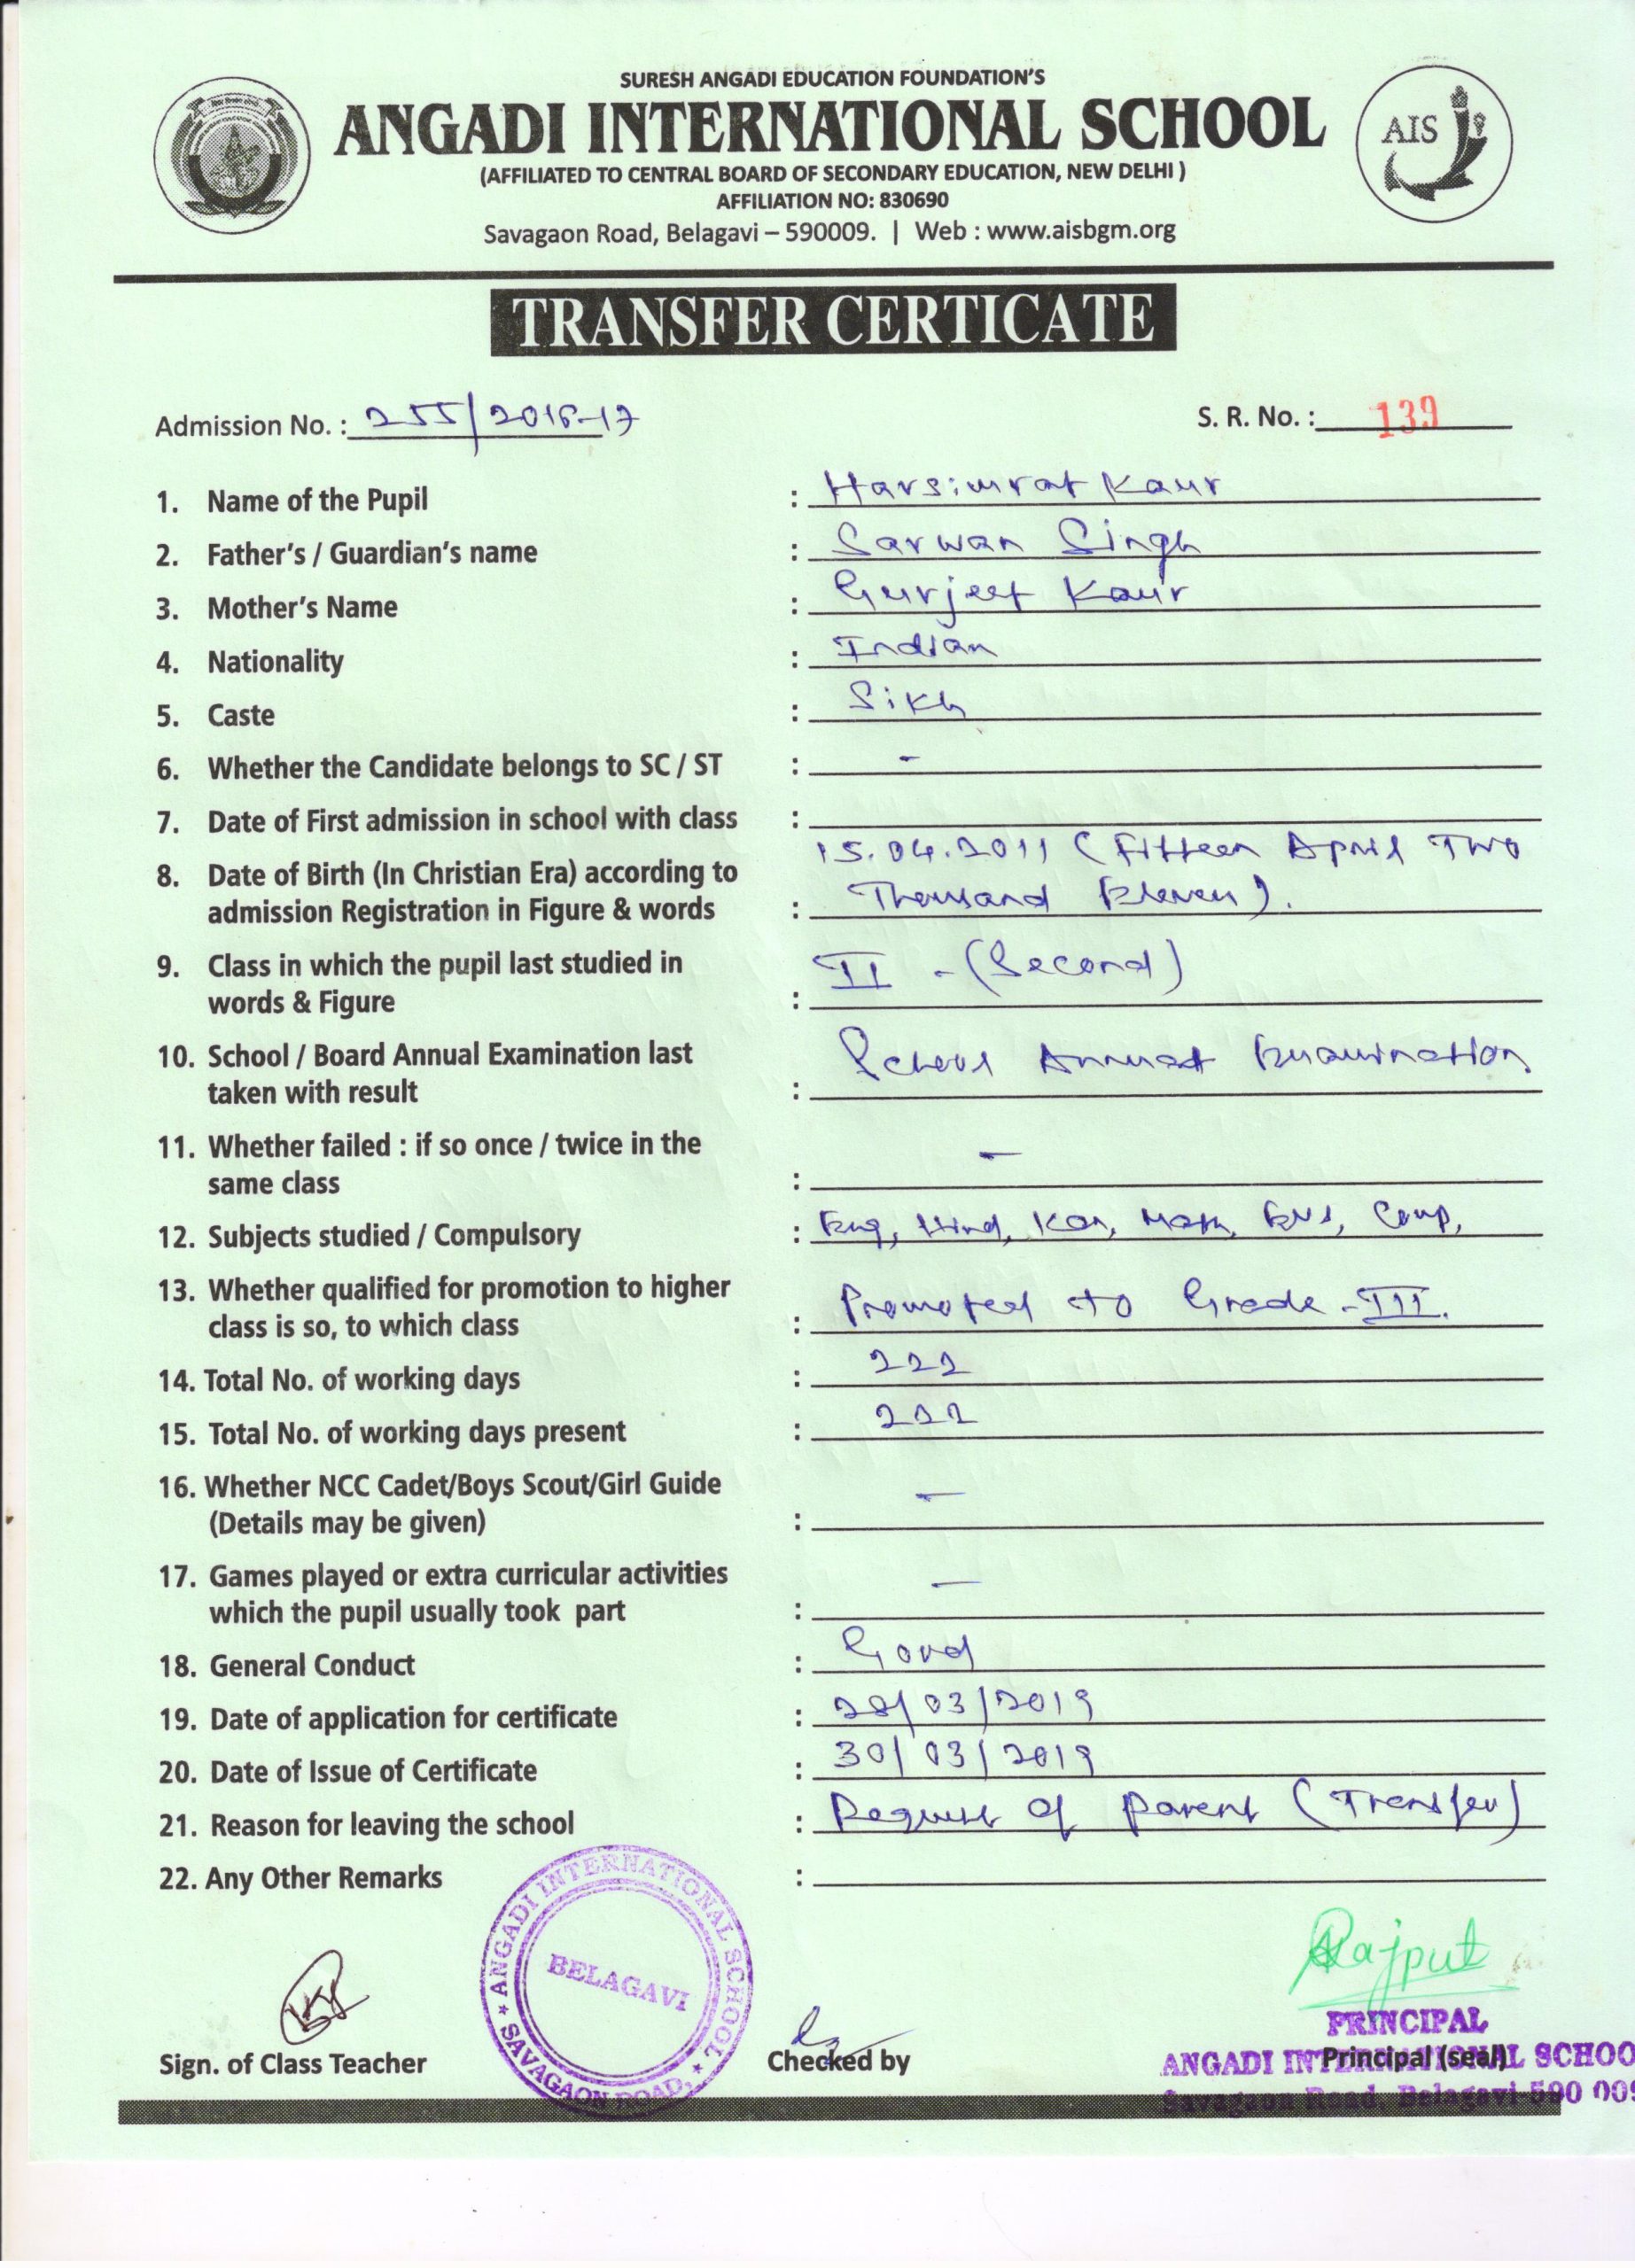 SURESH ANGADI EDUCATION FOUNDATION'S
ANGADI INTERNATIONAL SCHOOL
(AFFILIATED TO CENTRAL BOARD OF SECONDARY EDUCATION, NEW DELHI )
AFFILIATION NO: 830690
Savagaon Road, Belagavi – 590009. | Web : www.aisbgm.org
AIS
TRANSFER CERTICATE
Admission No. : 255/2016-17 S. R. No. : 139
1. Name of the Pupil : Harsimrat Kaur
2. Father's / Guardian's name : Sarwan Singh
3. Mother's Name : Gurjeet Kaur
4. Nationality : Indian
5. Caste : Sikh
6. Whether the Candidate belongs to SC / ST : -
7. Date of First admission in school with class :
8. Date of Birth (In Christian Era) according to 15.04.2011 (Fifteen April Two
admission Registration in Figure & words : Thousand Eleven).
9. Class in which the pupil last studied in II - (Second)
words & Figure :
10. School / Board Annual Examination last School Annual Examination
taken with result :
11. Whether failed : if so once / twice in the -
same class :
12. Subjects studied / Compulsory : Eng, Hind, Kan, Math, EVS, Comp,
13. Whether qualified for promotion to higher
class is so, to which class : Promoted to Grade - III.
14. Total No. of working days : 222
15. Total No. of working days present :
16. Whether NCC Cadet/Boys Scout/Girl Guide -
(Details may be given) :
17. Games played or extra curricular activities -
which the pupil usually took part :
18. General Conduct : Good
19. Date of application for certificate : 28/03/2019
20. Date of Issue of Certificate : 30/03/2019
21. Reason for leaving the school : Request of parent (Transfer)
22. Any Other Remarks :
ANGADI INTERNATIONAL SCHOOL
BELAGAVI
SAVAGAON ROAD,
Rajput
PRINCIPAL
Sign. of Class Teacher Checked by Principal (seal)
ANGADI INTERNATIONAL SCHOO
Savagaon Road, Belagavi-590 009